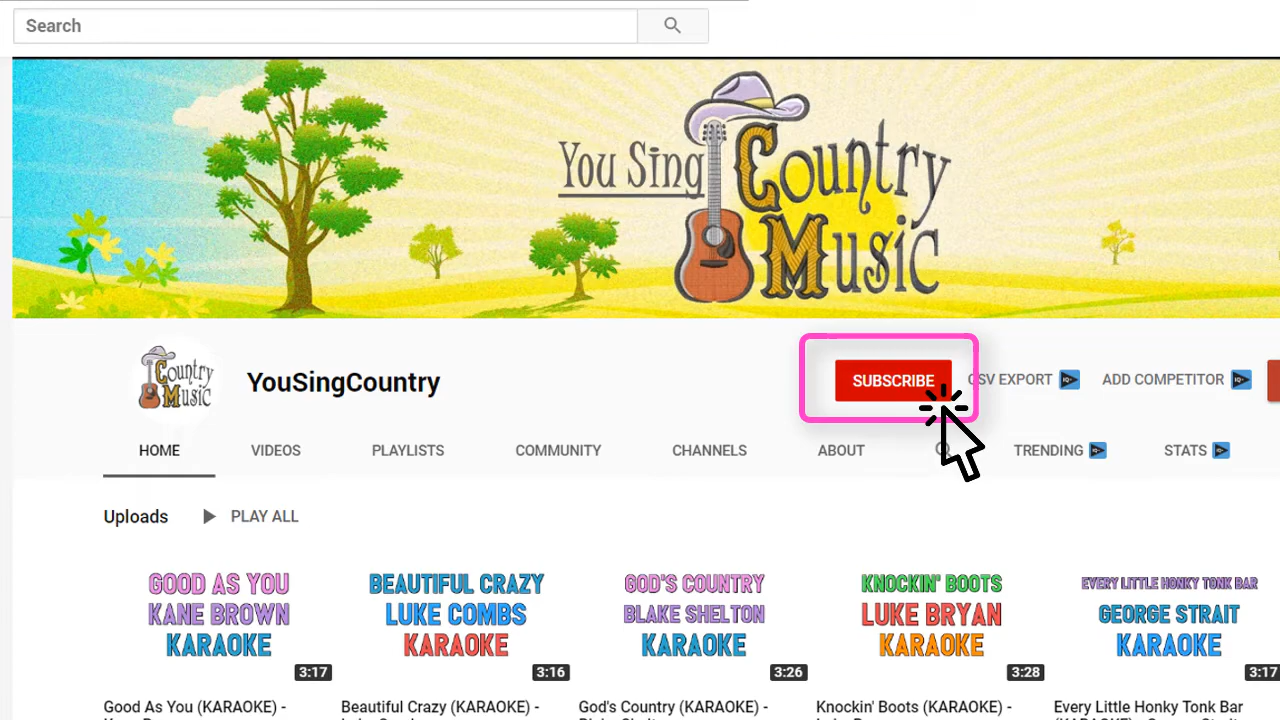 Search
You Sing Country
Music
Country
Music
YouSingCountry
SUBSCRIBE
CSV EXPORT
ADD COMPETITOR
HOME
VIDEOS
PLAYLISTS
COMMUNITY
CHANNELS
ABOUT
TRENDING
STATS
Uploads
PLAY ALL
GOOD AS YOU
KANE BROWN
KARAOKE
3:17
BEAUTIFUL CRAZY
LUKE COMBS
KARAOKE
3:16
GOD'S COUNTRY
BLAKE SHELTON
KARAOKE
3:26
KNOCKIN' BOOTS
LUKE BRYAN
KARAOKE
3:28
EVERY LITTLE HONKY TONK BAR
GEORGE STRAIT
KARAOKE
3:17
Good As You (KARAOKE) -
Beautiful Crazy (KARAOKE) -
God's Country (KARAOKE) -
Knockin' Boots (KARAOKE) -
Every Little Honky Tonk Bar